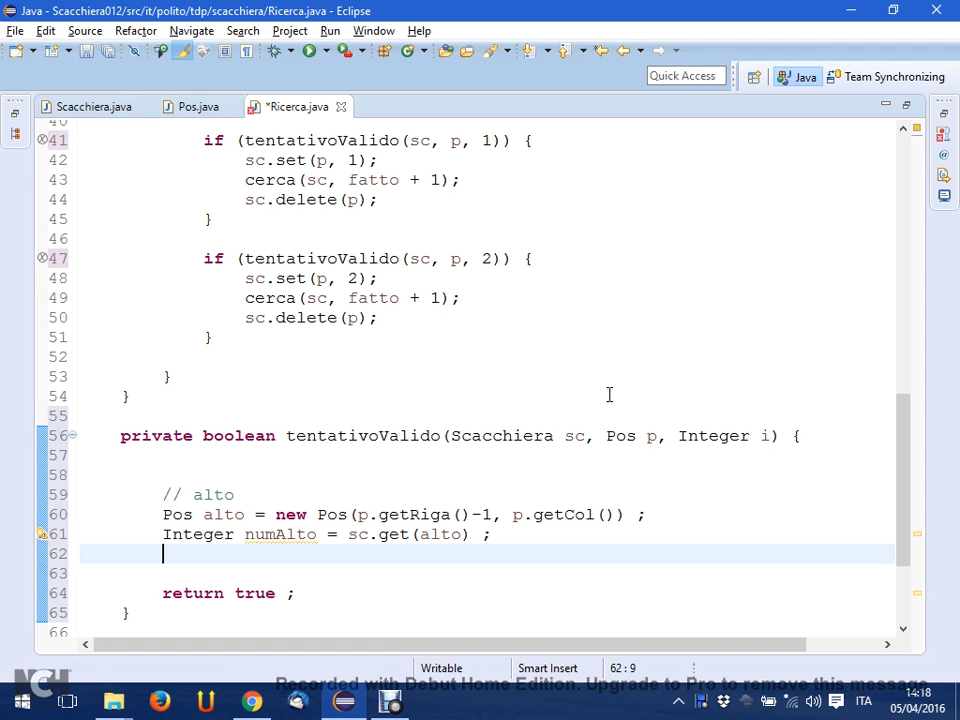 Java - Scacchiera012/src/it/polito/tdp/scacchiera/Ricerca.java - Eclipse
File Edit Source Refactor Navigate Search Project Run Window Help
Quick Access
Java
Team Synchronizing
Scacchiera.java
Pos.java
*Ricerca.java
40
41 if (tentativoValido(sc, p, 1)) {
42 sc.set(p, 1);
43 cerca(sc, fatto + 1);
44 sc.delete(p);
45 }
46
47 if (tentativoValido(sc, p, 2)) {
48 sc.set(p, 2);
49 cerca(sc, fatto + 1);
50 sc.delete(p);
51 }
52
53 }
54 }
55
56 private boolean tentativoValido(Scacchiera sc, Pos p, Integer i) {
57
58
59 // alto
60 Pos alto = new Pos(p.getRiga()-1, p.getCol()) ;
61 Integer numAlto = sc.get(alto) ;
62
63
64 return true ;
65 }
66
Writable
Smart Insert
62 : 9
NCH
Recorded with Debut Home Edition. Upgrade to Pro to remove this message
ITA
14:18
05/04/2016